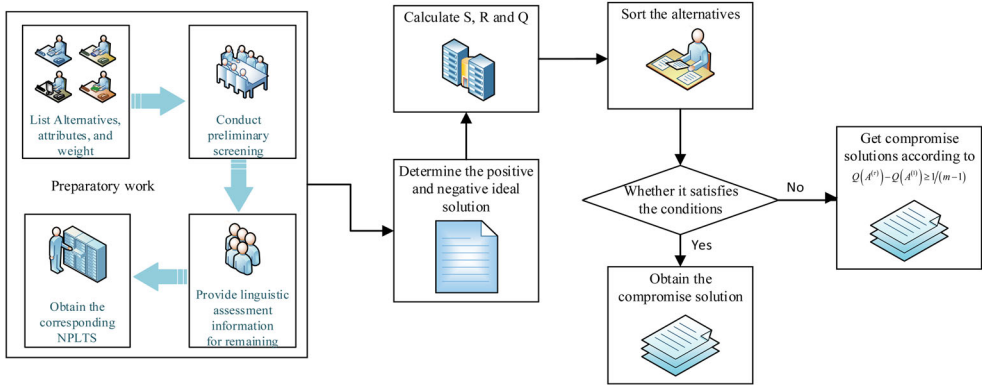 List Alternatives,
attributes, and
weight
Conduct
preliminary
screening
Preparatory work
Obtain the
corresponding
NPLTS
Provide linguistic
assessment
information
for remaining
Calculate S, R and Q
Determine the positive
and negative ideal
solution
Sort the alternatives
Whether it satisfies
the conditions
No
Yes
Get compromise
solutions according to
Q(A^(r))−Q(A^(1))≥1/(m−1)
Obtain the
compromise solution